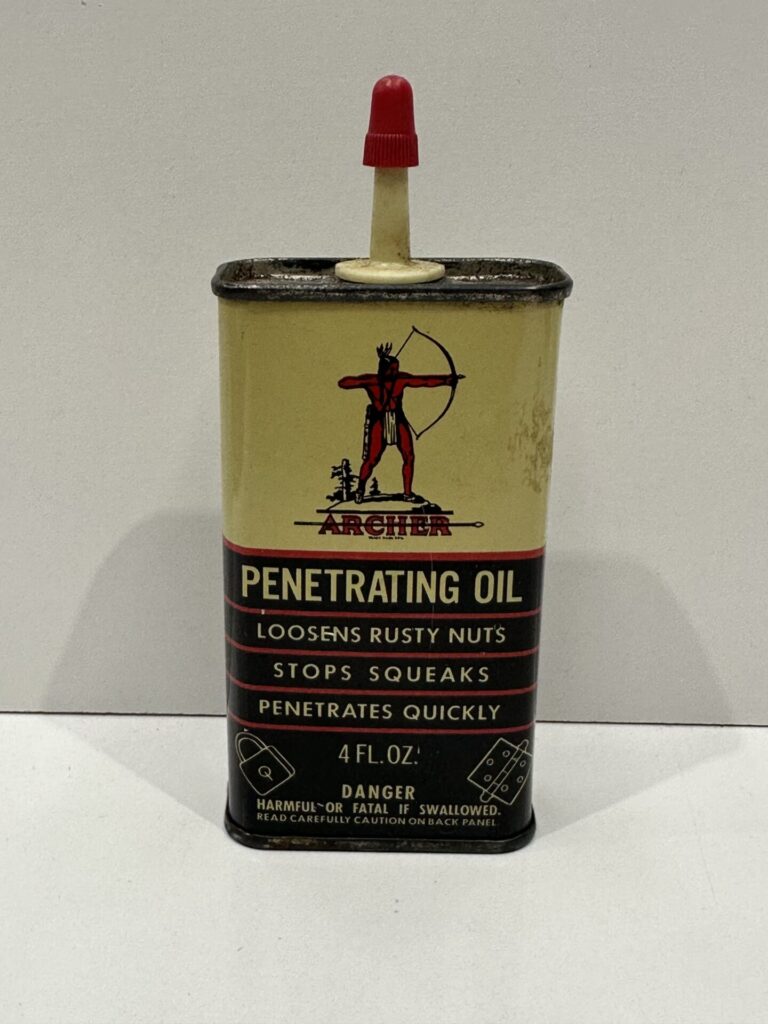 ARCHER
PENETRATING OIL
LOOSENS RUSTY NUTS
STOPS SQUEAKS
PENETRATES QUICKLY
4 FL. OZ.
DANGER
HARMFUL OR FATAL IF SWALLOWED.
READ CAREFULLY CAUTION ON BACK PANEL